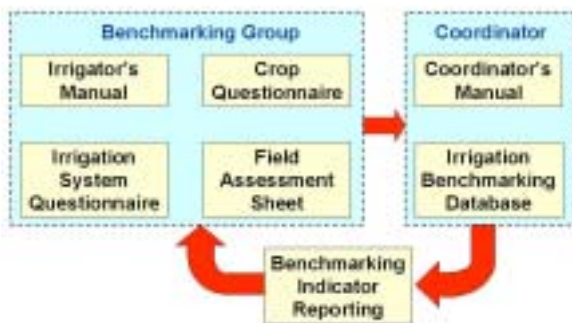 Benchmarking Group
Irrigator's
Manual
Crop
Questionnaire
Irrigation
System
Questionnaire
Field
Assessment
Sheet
Coordinator
Coordinator's
Manual
Irrigation
Benchmarking
Database
Benchmarking
Indicator
Reporting